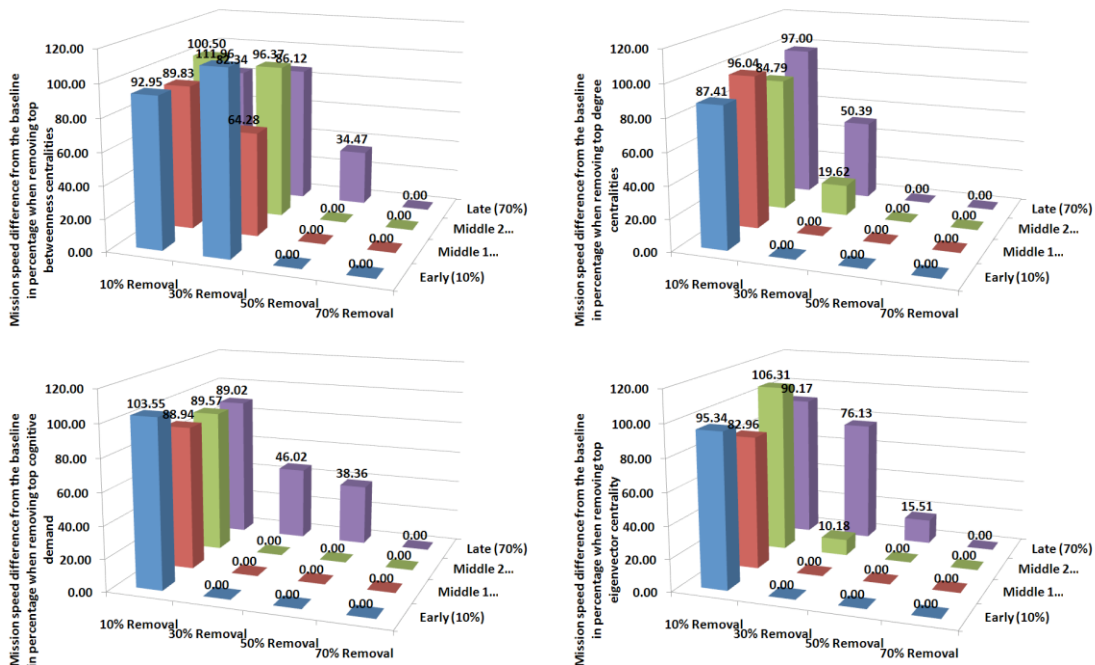 Mission speed difference from the baseline
in percentage when removing top
betweenness centralities
120.00
100.00
80.00
60.00
40.00
20.00
0.00
92.95
89.83
100.50
111.96
82.34
64.28
96.37
86.12
34.47
0.00
0.00
0.00
0.00
0.00
0.00
0.00
10% Removal
30% Removal
50% Removal
70% Removal
Late (70%)
Middle 2...
Middle 1...
Early (10%)
Mission speed difference from the baseline
in percentage when removing top degree
centralities
120.00
100.00
80.00
60.00
40.00
20.00
0.00
87.41
96.04
84.79
97.00
50.39
19.62
0.00
0.00
0.00
0.00
0.00
0.00
0.00
0.00
0.00
0.00
10% Removal
30% Removal
50% Removal
70% Removal
Late (70%)
Middle 2...
Middle 1...
Early (10%)
Mission speed difference from the baseline
in percentage when removing top cognitive
demand
120.00
100.00
80.00
60.00
40.00
20.00
0.00
103.55
88.94
89.57
89.02
46.02
38.36
0.00
0.00
0.00
0.00
0.00
0.00
0.00
0.00
0.00
0.00
10% Removal
30% Removal
50% Removal
70% Removal
Late (70%)
Middle 2...
Middle 1...
Early (10%)
Mission speed difference from the baseline
in percentage when removing top
eigenvector centrality
120.00
100.00
80.00
60.00
40.00
20.00
0.00
95.34
82.96
106.31
90.17
76.13
10.18
15.51
0.00
0.00
0.00
0.00
0.00
0.00
0.00
0.00
0.00
10% Removal
30% Removal
50% Removal
70% Removal
Late (70%)
Middle 2...
Middle 1...
Early (10%)